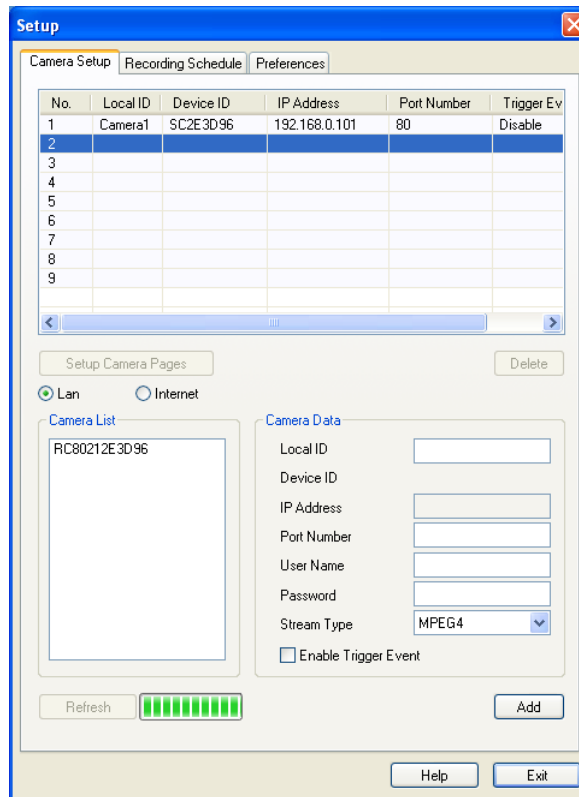 Setup
Camera Setup Recording Schedule Preferences
No. Local ID Device ID IP Address Port Number Trigger Ev
1 Camera1 SC2E3D96 192.168.0.101 80 Disable
2
3
4
5
6
7
8
9
Setup Camera Pages Delete
Lan Internet
Camera List Camera Data
RC80212E3D96
Local ID
Device ID
IP Address
Port Number
User Name
Password
Stream Type MPEG4
Enable Trigger Event
Refresh Add
Help Exit